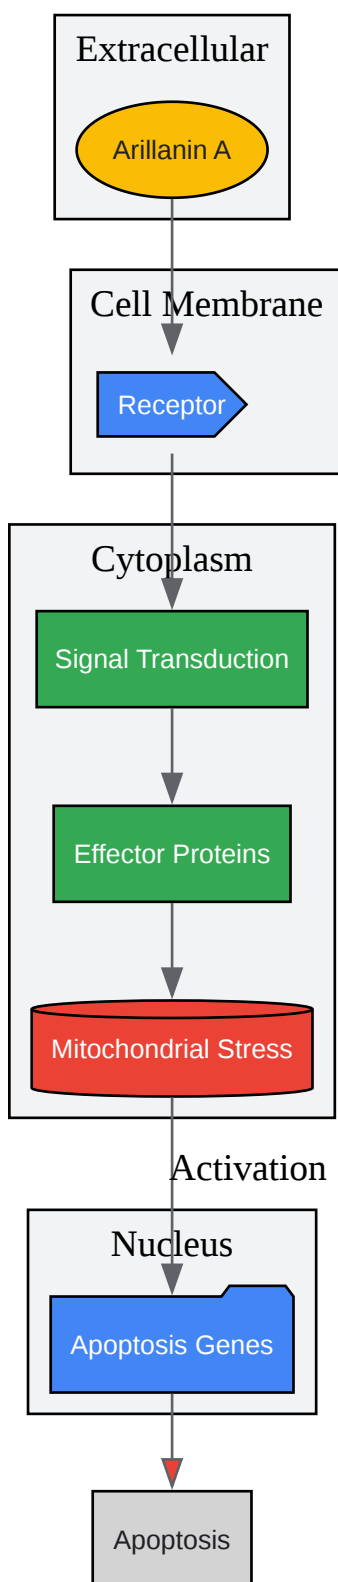 Extracellular
Arillanin A
Cell Membrane
Receptor
Cytoplasm
Signal Transduction
Effector Proteins
Mitochondrial Stress
Activation
Nucleus
Apoptosis Genes
Apoptosis